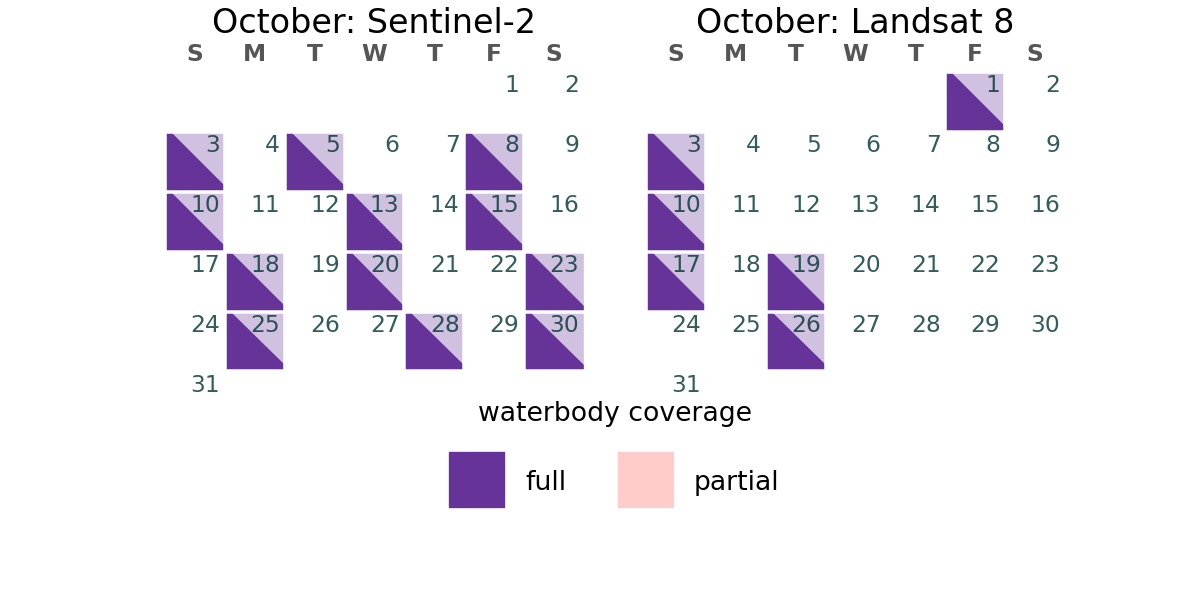 October: Sentinel-2
S M T W T F S
1 2
3 4 5 6 7 8 9
10 11 12 13 14 15 16
17 18 19 20 21 22 23
24 25 26 27 28 29 30
31
October: Landsat 8
S M T W T F S
1 2
3 4 5 6 7 8 9
10 11 12 13 14 15 16
17 18 19 20 21 22 23
24 25 26 27 28 29 30
31
waterbody coverage
full
partial